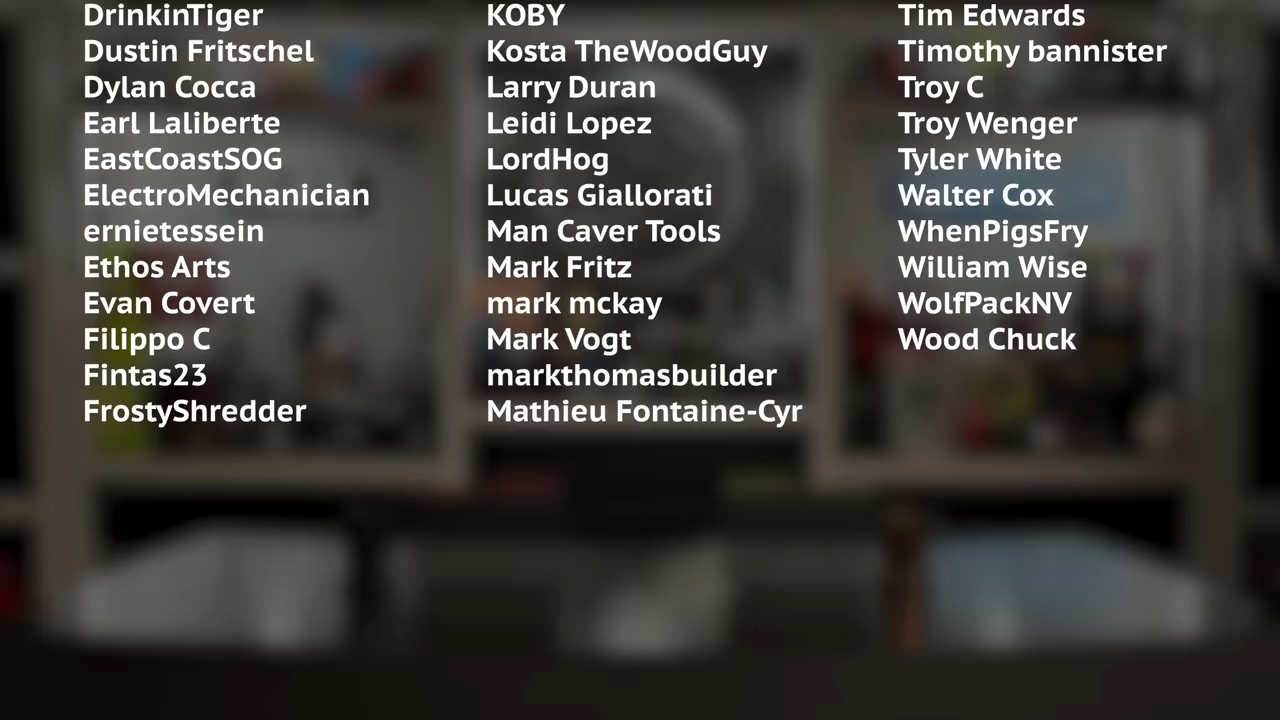 DrinkinTiger
Dustin Fritschel
Dylan Cocca
Earl Laliberte
EastCoastSOG
ElectroMechanician
ernietessein
Ethos Arts
Evan Covert
Filippo C
Fintas23
FrostyShredder
KOBY
Kosta TheWoodGuy
Larry Duran
Leidi Lopez
LordHog
Lucas Giallorati
Man Caver Tools
Mark Fritz
mark mckay
Mark Vogt
markthomasbuilder
Mathieu Fontaine-Cyr
Tim Edwards
Timothy bannister
Troy C
Troy Wenger
Tyler White
Walter Cox
WhenPigsFry
William Wise
WolfPackNV
Wood Chuck